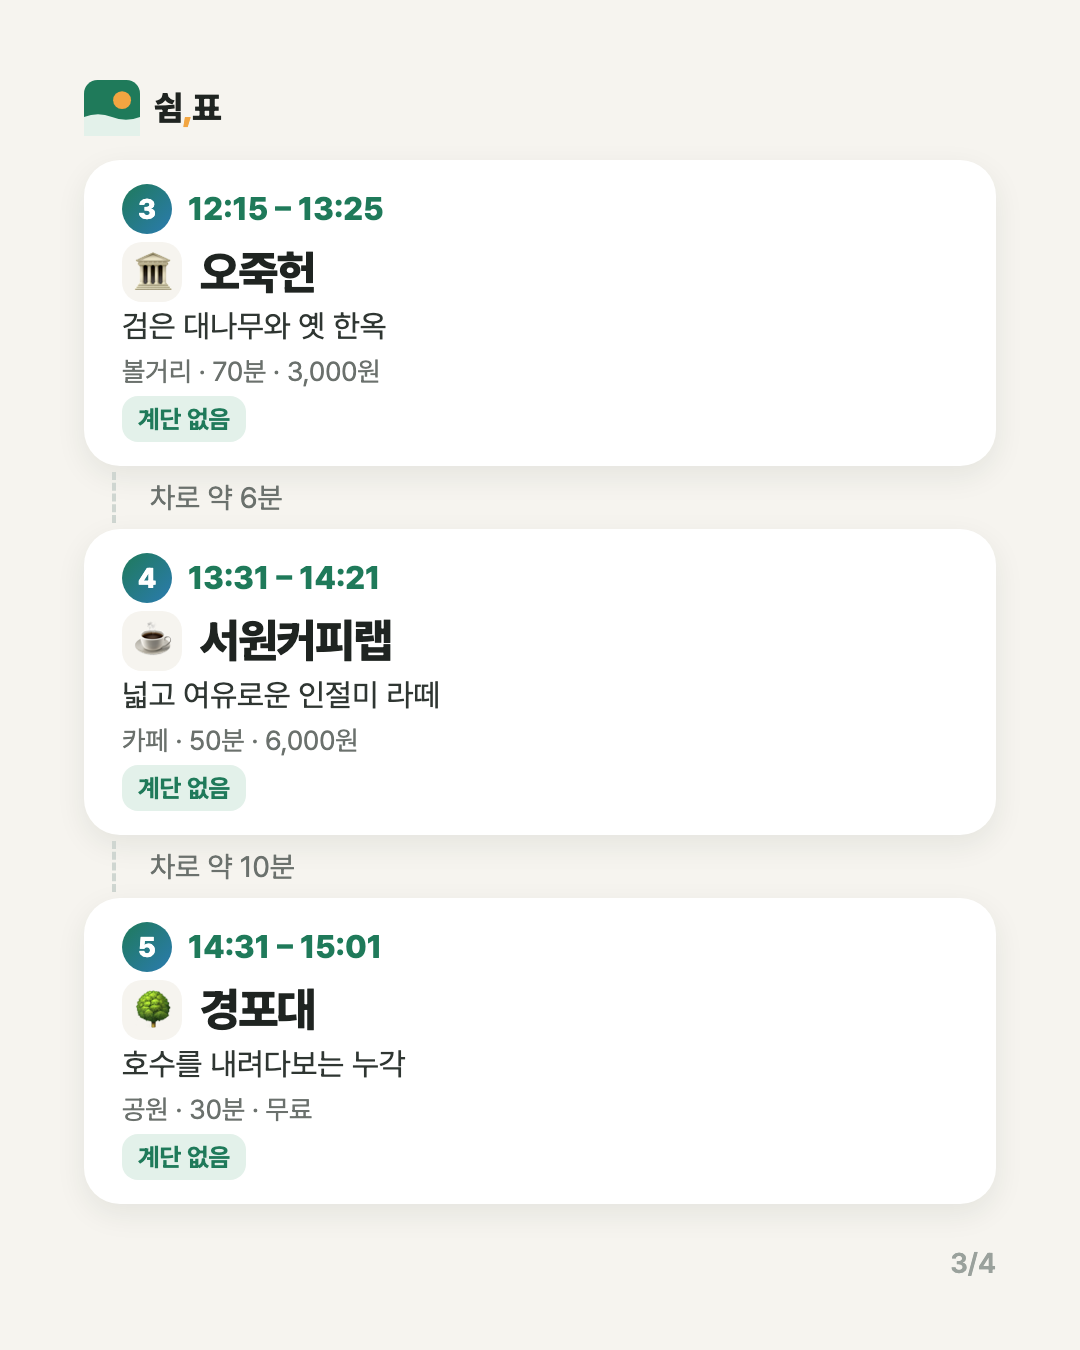 쉼,표
3 12:15 – 13:25
오죽헌
검은 대나무와 옛 한옥
볼거리 · 70분 · 3,000원
계단 없음
차로 약 6분
4 13:31 – 14:21
서원커피랩
넓고 여유로운 인절미 라떼
카페 · 50분 · 6,000원
계단 없음
차로 약 10분
5 14:31 – 15:01
경포대
호수를 내려다보는 누각
공원 · 30분 · 무료
계단 없음
3/4